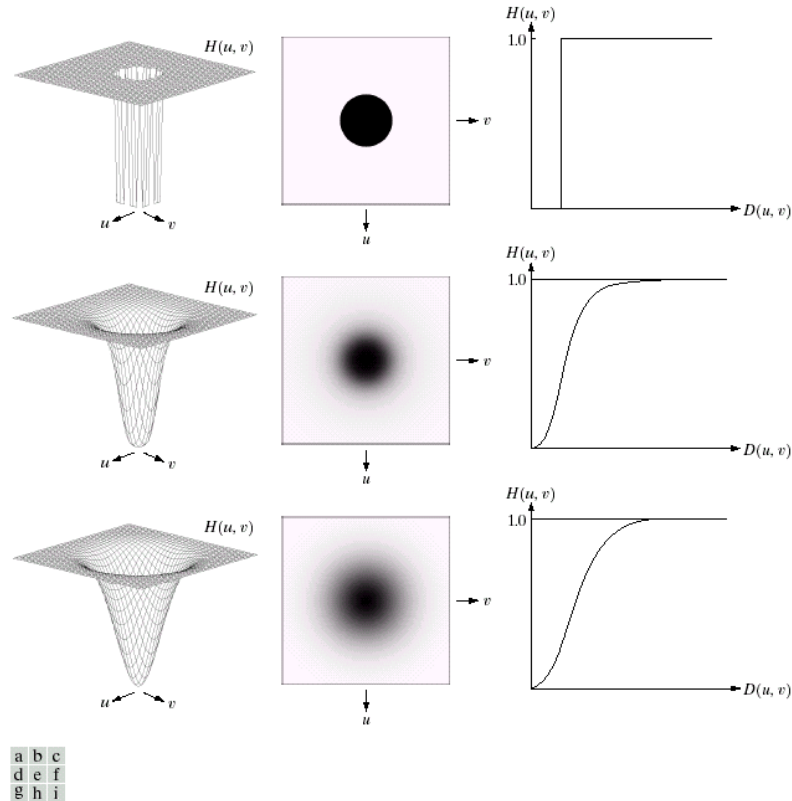 H(u, v)
u
v
v
u
H(u, v)
1.0
D(u, v)
H(u, v)
u
v
v
u
H(u, v)
1.0
D(u, v)
H(u, v)
u
v
v
u
H(u, v)
1.0
D(u, v)
a b c
d e f
g h i